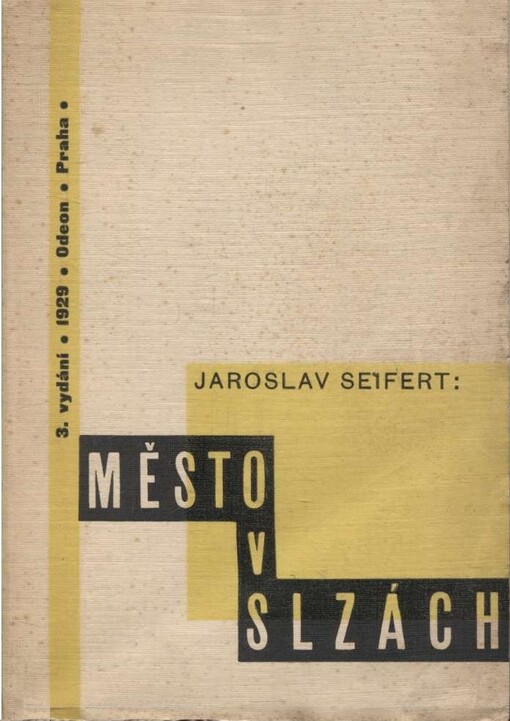 3. vydání • 1929 • Odeon • Praha •
JAROSLAV SEIFERT:
MĚSTO
V
SLZÁCH